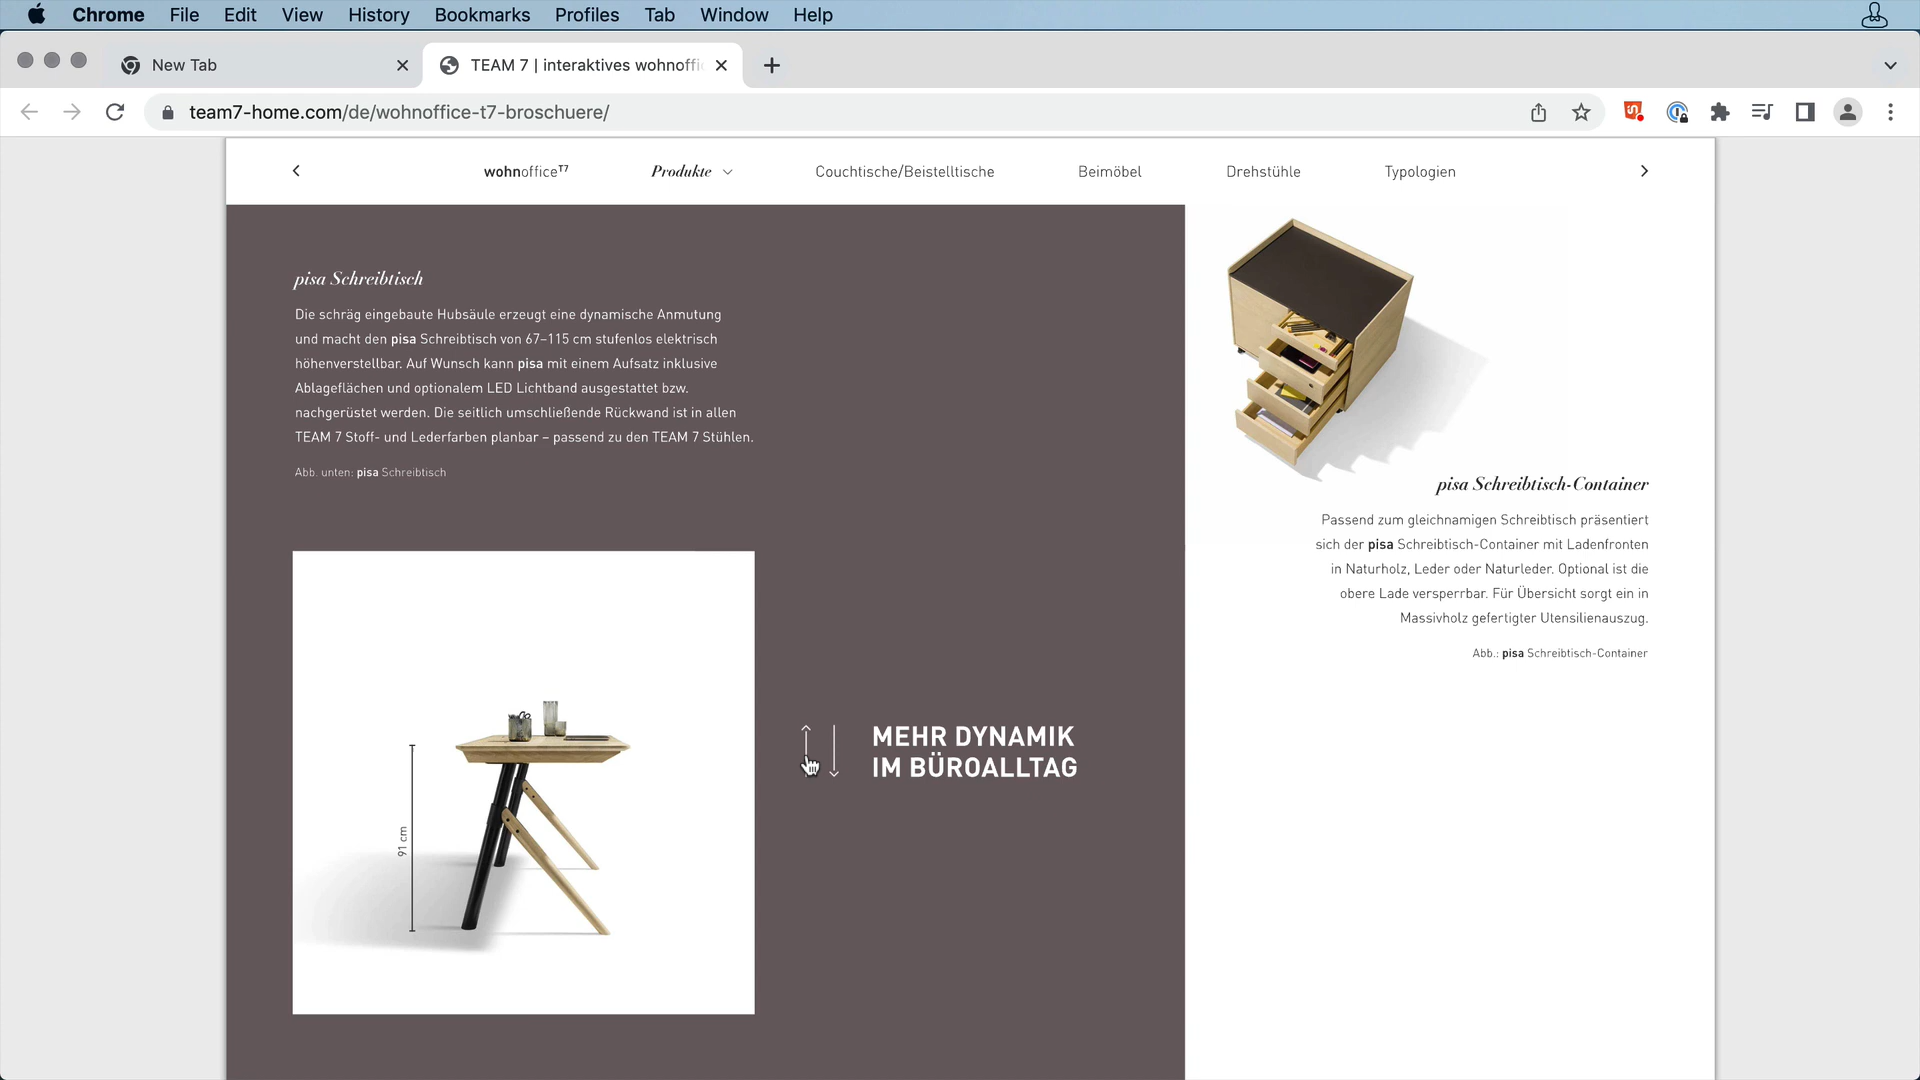 Chrome File Edit View History Bookmarks Profiles Tab Window Help
New Tab
TEAM 7 | interaktives wohnoffi
team7-home.com/de/wohnoffice-t7-broschuere/
wohnofficeT7 Produkte Couchtische/Beistelltische Beimöbel Drehstühle Typologien
pisa Schreibtisch
Die schräg eingebaute Hubsäule erzeugt eine dynamische Anmutung
und macht den pisa Schreibtisch von 67–115 cm stufenlos elektrisch
höhenverstellbar. Auf Wunsch kann pisa mit einem Aufsatz inklusive
Ablageflächen und optionalem LED Lichtband ausgestattet bzw.
nachgerüstet werden. Die seitlich umschließende Rückwand ist in allen
TEAM 7 Stoff- und Lederfarben planbar – passend zu den TEAM 7 Stühlen.
Abb. unten: pisa Schreibtisch
91 cm
MEHR DYNAMIK
IM BÜROALLTAG
pisa Schreibtisch-Container
Passend zum gleichnamigen Schreibtisch präsentiert
sich der pisa Schreibtisch-Container mit Ladenfronten
in Naturholz, Leder oder Naturleder. Optional ist die
obere Lade versperrbar. Für Übersicht sorgt ein in
Massivholz gefertigter Utensilienauszug.
Abb.: pisa Schreibtisch-Container